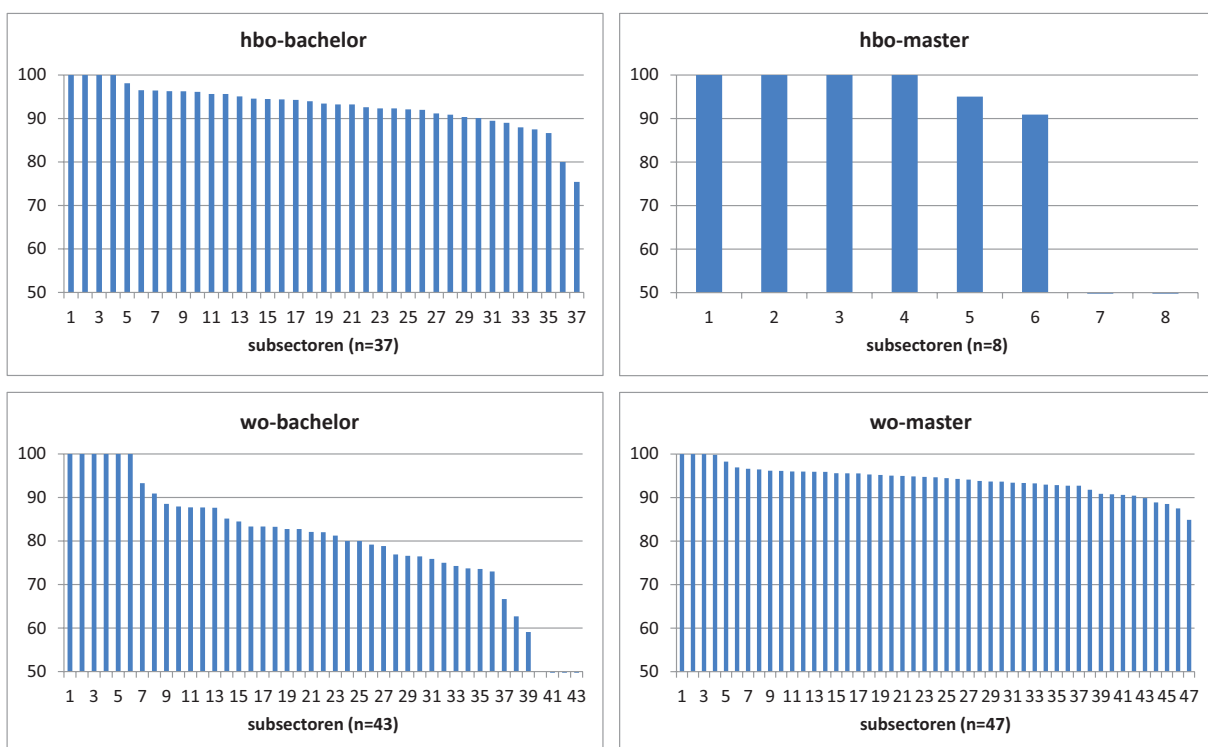 hbo-bachelor
100
90
80
70
60
50
1 3 5 7 9 11 13 15 17 19 21 23 25 27 29 31 33 35 37
subsectoren (n=37)
hbo-master
100
90
80
70
60
50
1 2 3 4 5 6 7 8
subsectoren (n=8)
wo-bachelor
100
90
80
70
60
50
1 3 5 7 9 11 13 15 17 19 21 23 25 27 29 31 33 35 37 39 41 43
subsectoren (n=43)
wo-master
100
90
80
70
60
50
1 3 5 7 9 11 13 15 17 19 21 23 25 27 29 31 33 35 37 39 41 43 45 47
subsectoren (n=47)